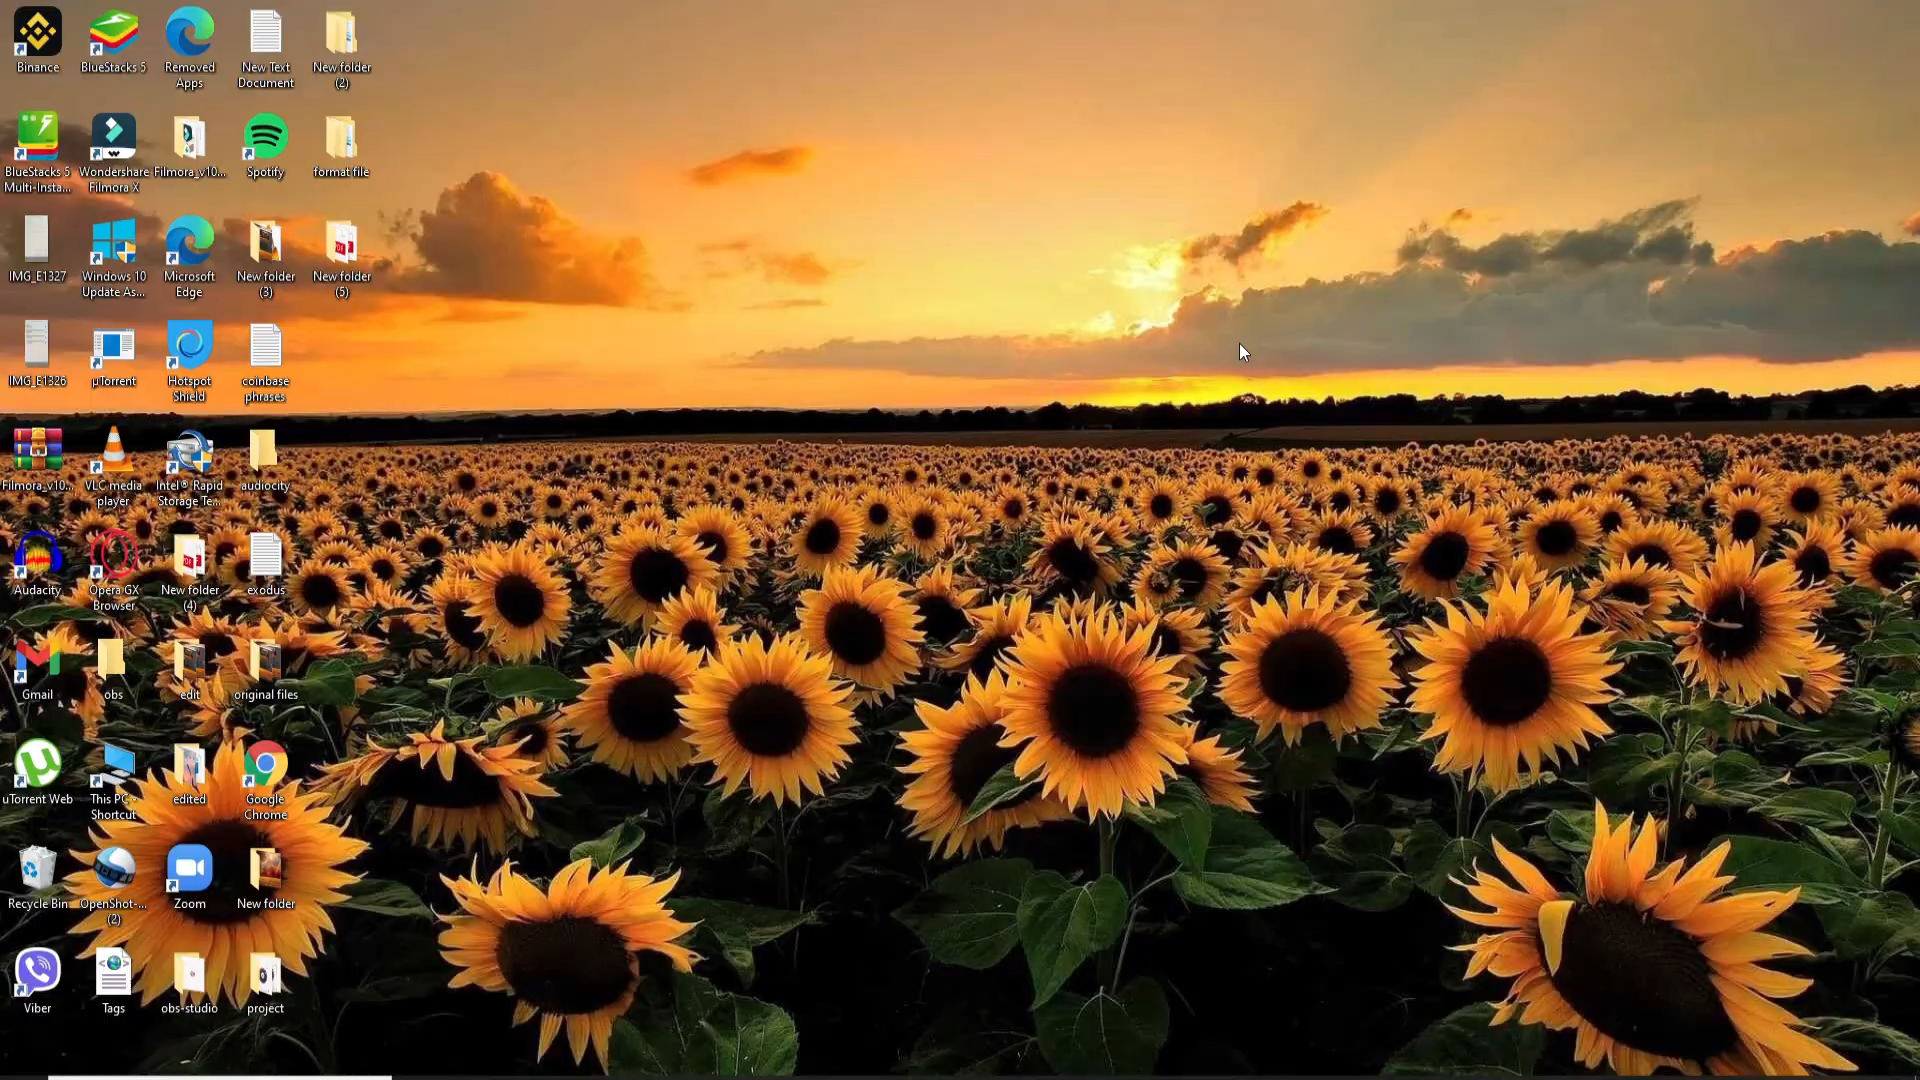 Binance
BlueStacks 5
Removed
Apps
New Text
Document
New folder
(2)
BlueStacks 5
Multi-Insta...
Wondershare
Filmora X
Filmora_v10...
Spotify
format file
IMG_E1327
Windows 10
Update As...
Microsoft
Edge
New folder
(3)
New folder
(5)
IMG_E1326
µTorrent
Hotspot
Shield
coinbase
phrases
Filmora_v10...
VLC media
player
Intel® Rapid
Storage Te...
audiocity
Audacity
Opera GX
Browser
New folder
(4)
exodus
Gmail
obs
edit
original files
uTorrent Web
This PC -
Shortcut
edited
Google
Chrome
Recycle Bin
OpenShot-...
(2)
Zoom
New folder
Viber
Tags
obs-studio
project